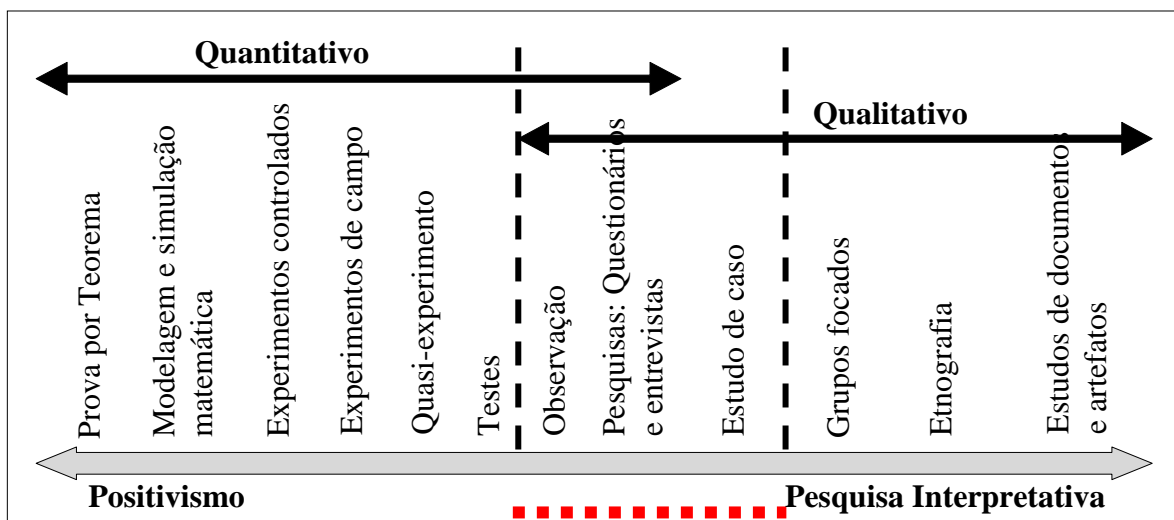 Quantitativo
Qualitativo
Prova por Teorema
Modelagem e simulação
matemática
Experimentos controlados
Experimentos de campo
Quasi-experimento
Testes
Observação
Pesquisas: Questionários
e entrevistas
Estudo de caso
Grupos focados
Etnografia
Estudos de documentos
e artefatos
Positivismo
Pesquisa Interpretativa